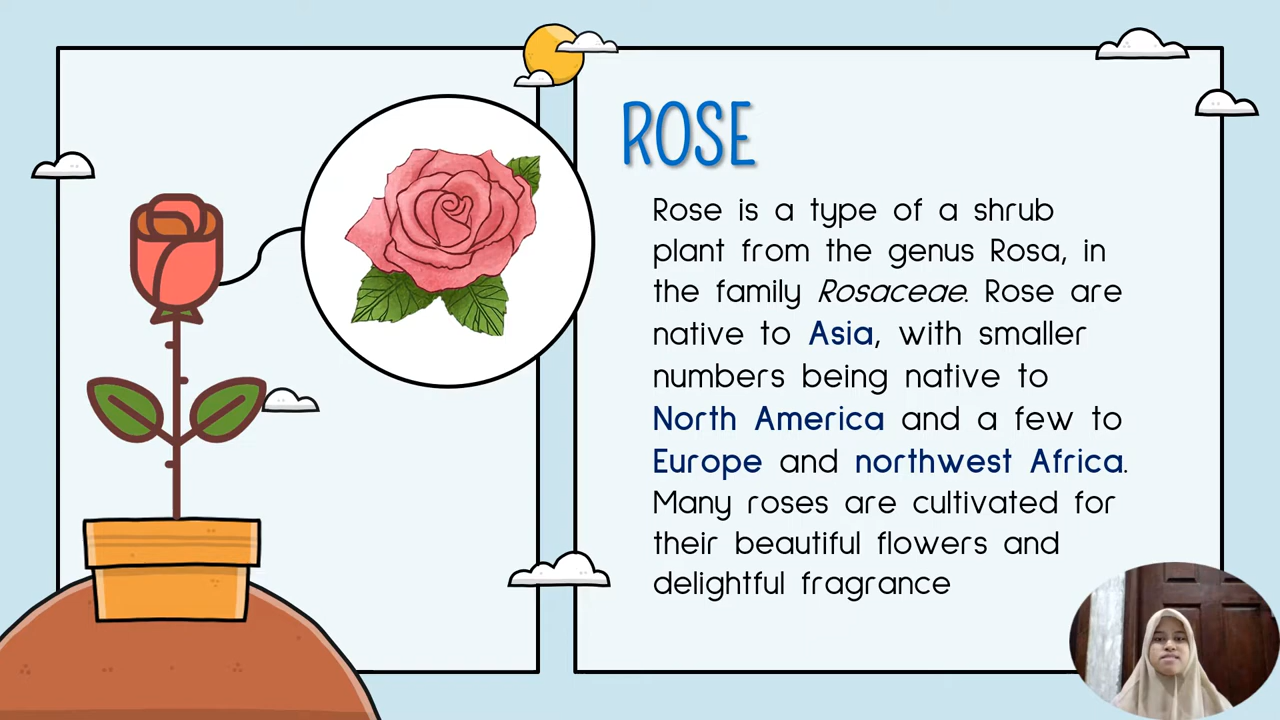 ROSE
Rose is a type of a shrub
plant from the genus Rosa, in
the family Rosaceae. Rose are
native to Asia, with smaller
numbers being native to
North America and a few to
Europe and northwest Africa.
Many roses are cultivated for
their beautiful flowers and
delightful fragrance